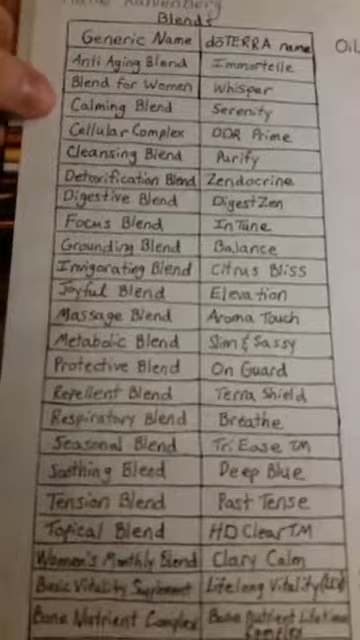 Blends
Generic Name doTERRA name
Oil
Anti Aging Blend Immortelle
Blend for Women Whisper
Calming Blend Serenity
Cellular Complex DDR Prime
Cleansing Blend Purify
Detoxification Blend Zendocrine
Digestive Blend DigestZen
Focus Blend InTune
Grounding Blend Balance
Invigorating Blend Citrus Bliss
Joyful Blend Elevation
Massage Blend Aroma Touch
Metabolic Blend Slim & Sassy
Protective Blend On Guard
Repellent Blend Terra Shield
Respiratory Blend Breathe
Seasonal Blend Tri Ease TM
Soothing Blend Deep Blue
Tension Blend Past Tense
Topical Blend HD Clear TM
Women's Monthly Blend Clary Calm
Basic Vitality Lifelong Vitality
Bone Nutrient Complex Bone Nutrient Lifetime